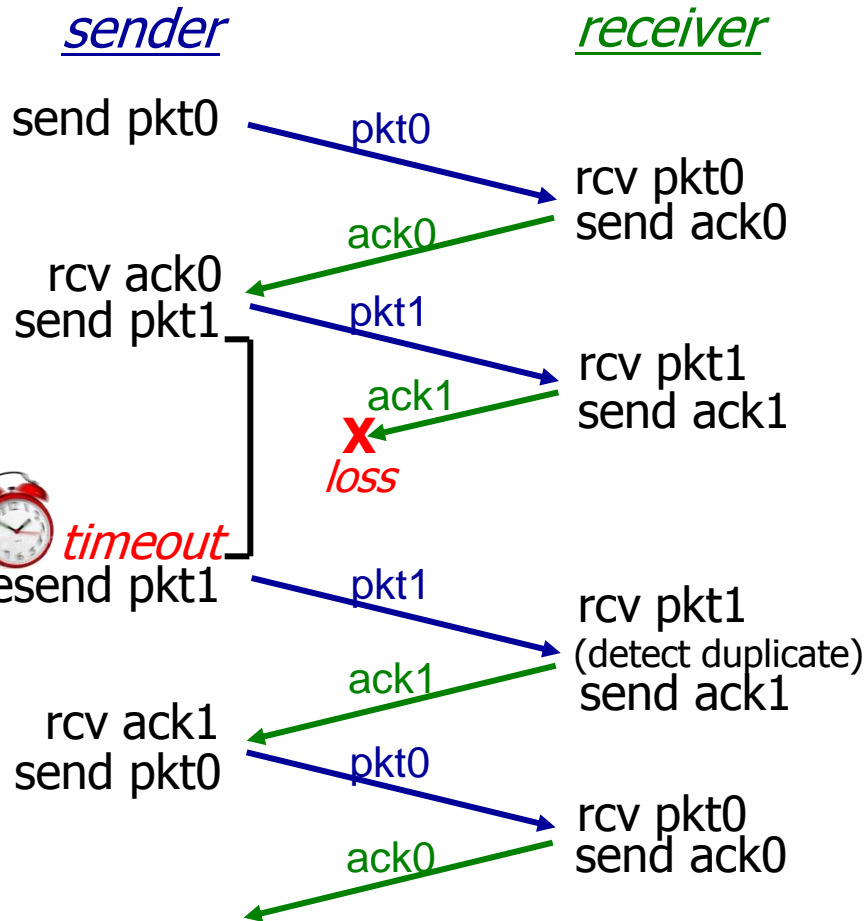 sender
receiver
send pkt0
pkt0
rcv pkt0
send ack0
ack0
rcv ack0
send pkt1
pkt1
rcv pkt1
send ack1
ack1
X
loss
timeout
esend pkt1
pkt1
rcv pkt1
(detect duplicate)
send ack1
ack1
rcv ack1
send pkt0
pkt0
rcv pkt0
send ack0
ack0